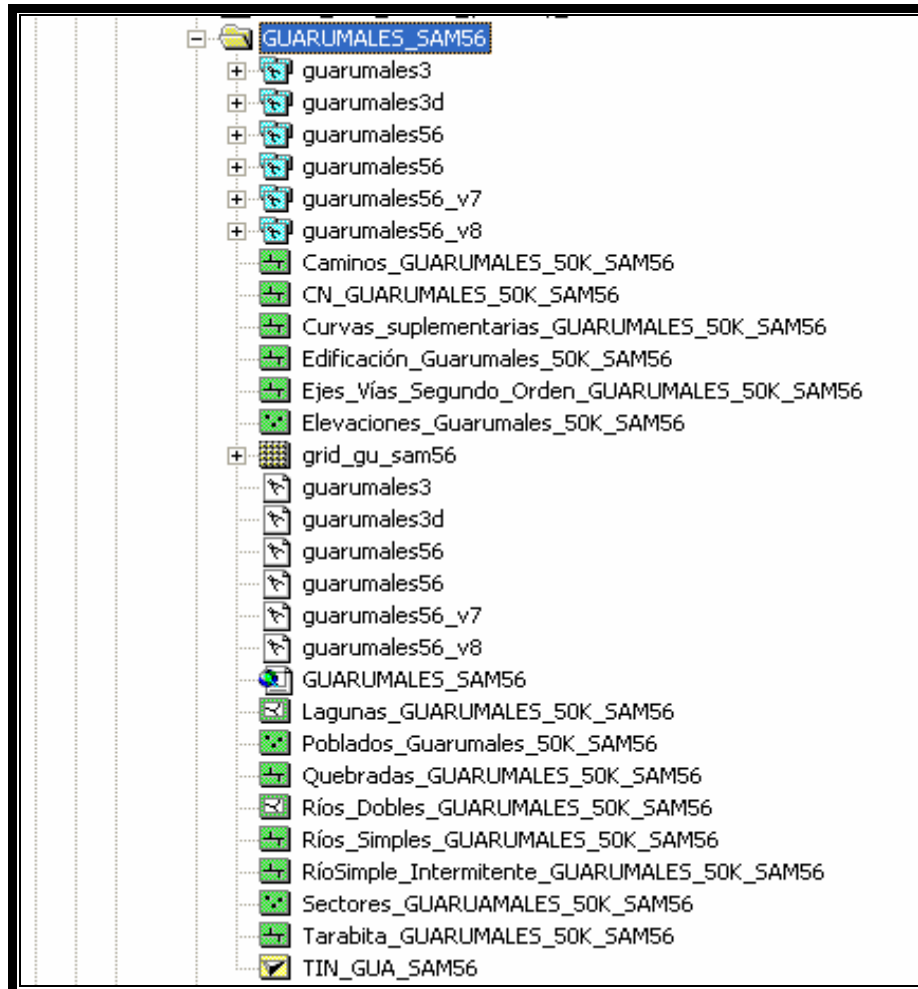 GUARUMALES_SAM56
guarumales3
guarumales3d
guarumales56
guarumales56
guarumales56_v7
guarumales56_v8
Caminos_GUARUMALES_50K_SAM56
CN_GUARUMALES_50K_SAM56
Curvas_suplementarias_GUARUMALES_50K_SAM56
Edificación_Guarumales_50K_SAM56
Ejes_Vías_Segundo_Orden_GUARUMALES_50K_SAM56
Elevaciones_Guarumales_50K_SAM56
grid_gu_sam56
guarumales3
guarumales3d
guarumales56
guarumales56
guarumales56_v7
guarumales56_v8
GUARUMALES_SAM56
Lagunas_GUARUMALES_50K_SAM56
Poblados_Guarumales_50K_SAM56
Quebradas_GUARUMALES_50K_SAM56
Ríos_Dobles_GUARUMALES_50K_SAM56
Ríos_Simples_GUARUMALES_50K_SAM56
RíoSimple_Intermitente_GUARUMALES_50K_SAM56
Sectores_GUARUAMALES_50K_SAM56
Tarabita_GUARUMALES_50K_SAM56
TIN_GUA_SAM56